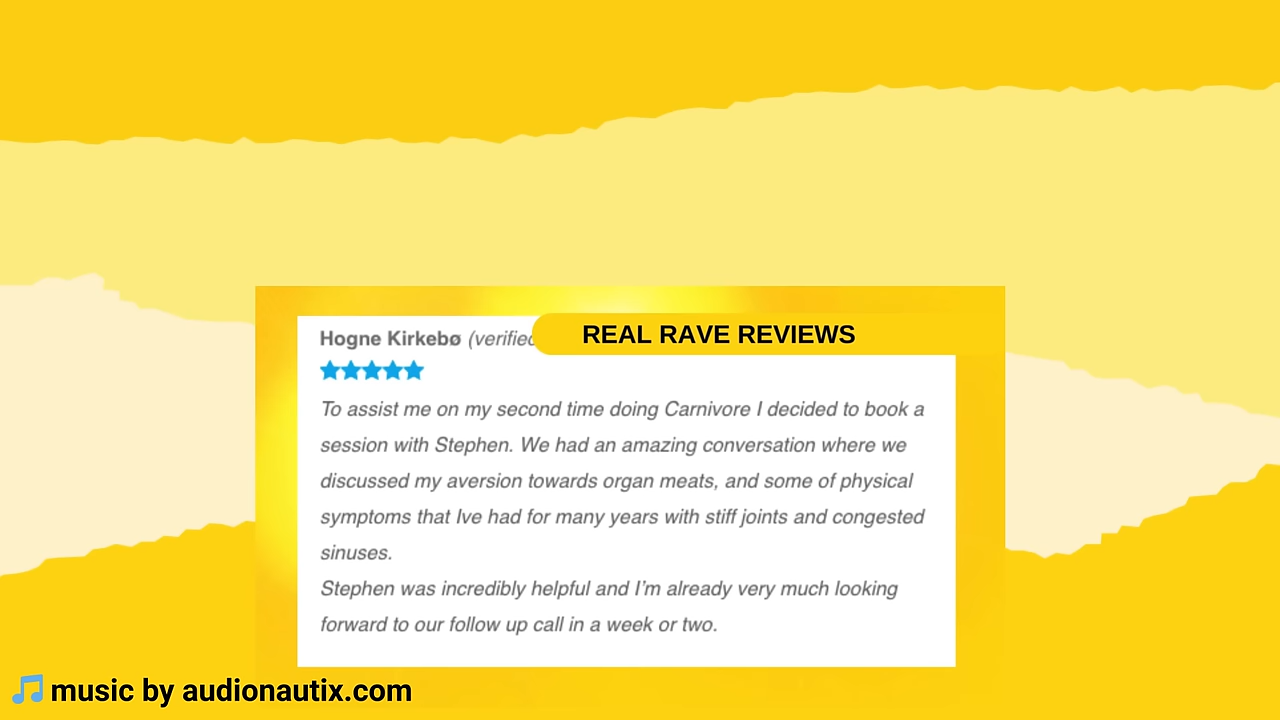 REAL RAVE REVIEWS
Hogne Kirkebø (verified
★★★★★
To assist me on my second time doing Carnivore I decided to book a
session with Stephen. We had an amazing conversation where we
discussed my aversion towards organ meats, and some of physical
symptoms that Ive had for many years with stiff joints and congested
sinuses.
Stephen was incredibly helpful and I'm already very much looking
forward to our follow up call in a week or two.
🎵 music by audionautix.com